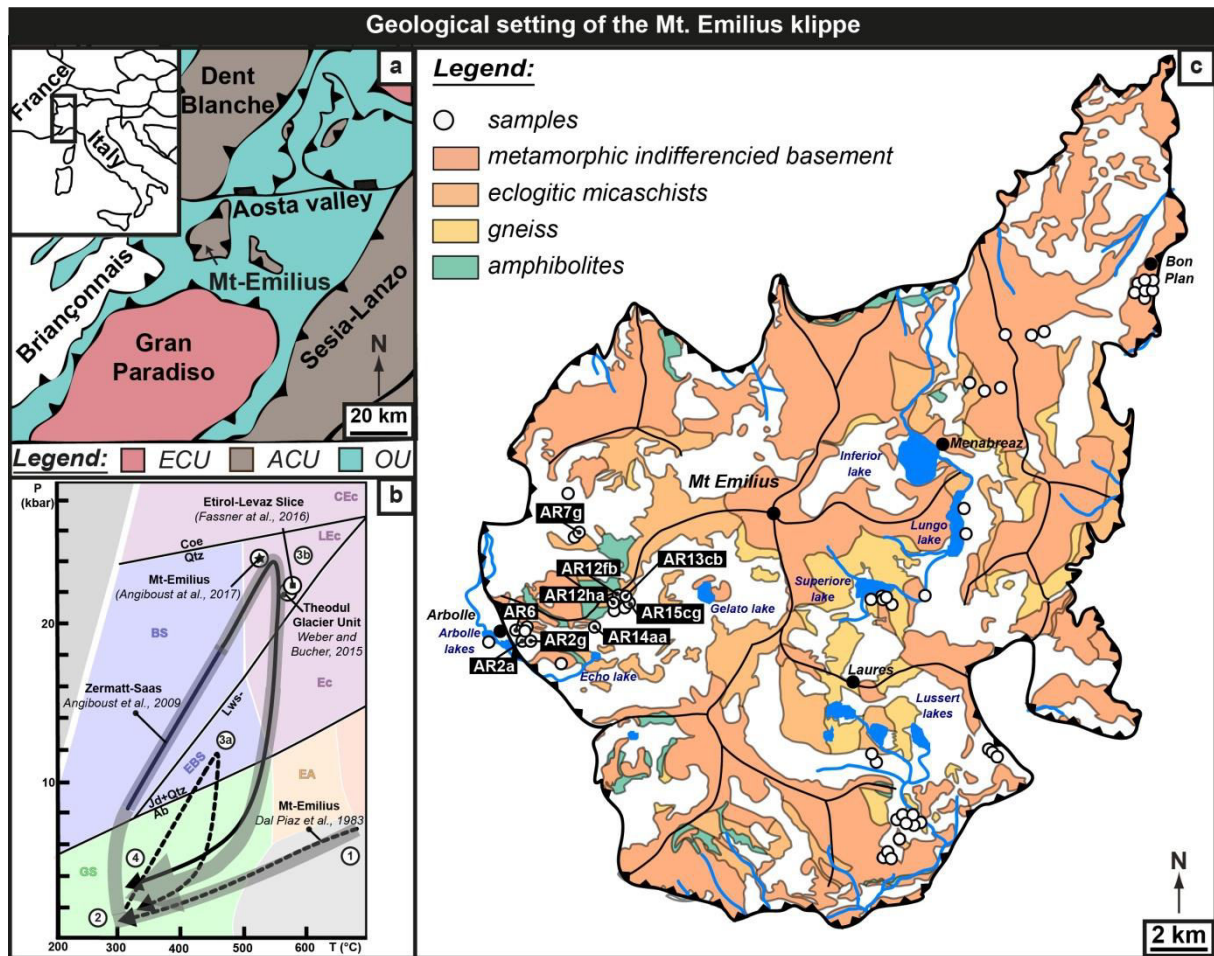 Geological setting of the Mt. Emilius klippe
a
France
Italy
Dent
Blanche
Aosta valley
Mt-Emilius
Briançonnais
Gran
Paradiso
Sesia-Lanzo
N
20 km
Legend: ECU ACU OU
b
P
(kbar)
Etirol-Levaz Slice
(Fassner at al., 2016)
CEc
LEc
Coe
Qtz
3b
Mt-Emilius
(Angiboust at al., 2017)
Theodul
Glacier Unit
Weber and
Bucher, 2015
20
BS
Ec
Zermatt-Saas
Angiboust et al., 2009
Lws-
3a
EBS
10
EA
Jd+Qtz
Ab
Mt-Emilius
Dal Piaz et al., 1983
4
1
GS
2
200 300 400 500 600 T (°C)
c
Legend:
samples
metamorphic indifferencied basement
eclogitic micaschists
gneiss
amphibolites
Bon
Plan
Menabreaz
Inferior
lake
Mt Emilius
AR7g
Lungo
lake
AR12fb
AR13cb
AR12ha
Superiore
lake
AR6
AR15cg
Gelato lake
Arbolle
Arbolle
lakes
AR2g
AR14aa
AR2a
Echo lake
Laures
Lussert
lakes
N
2 km